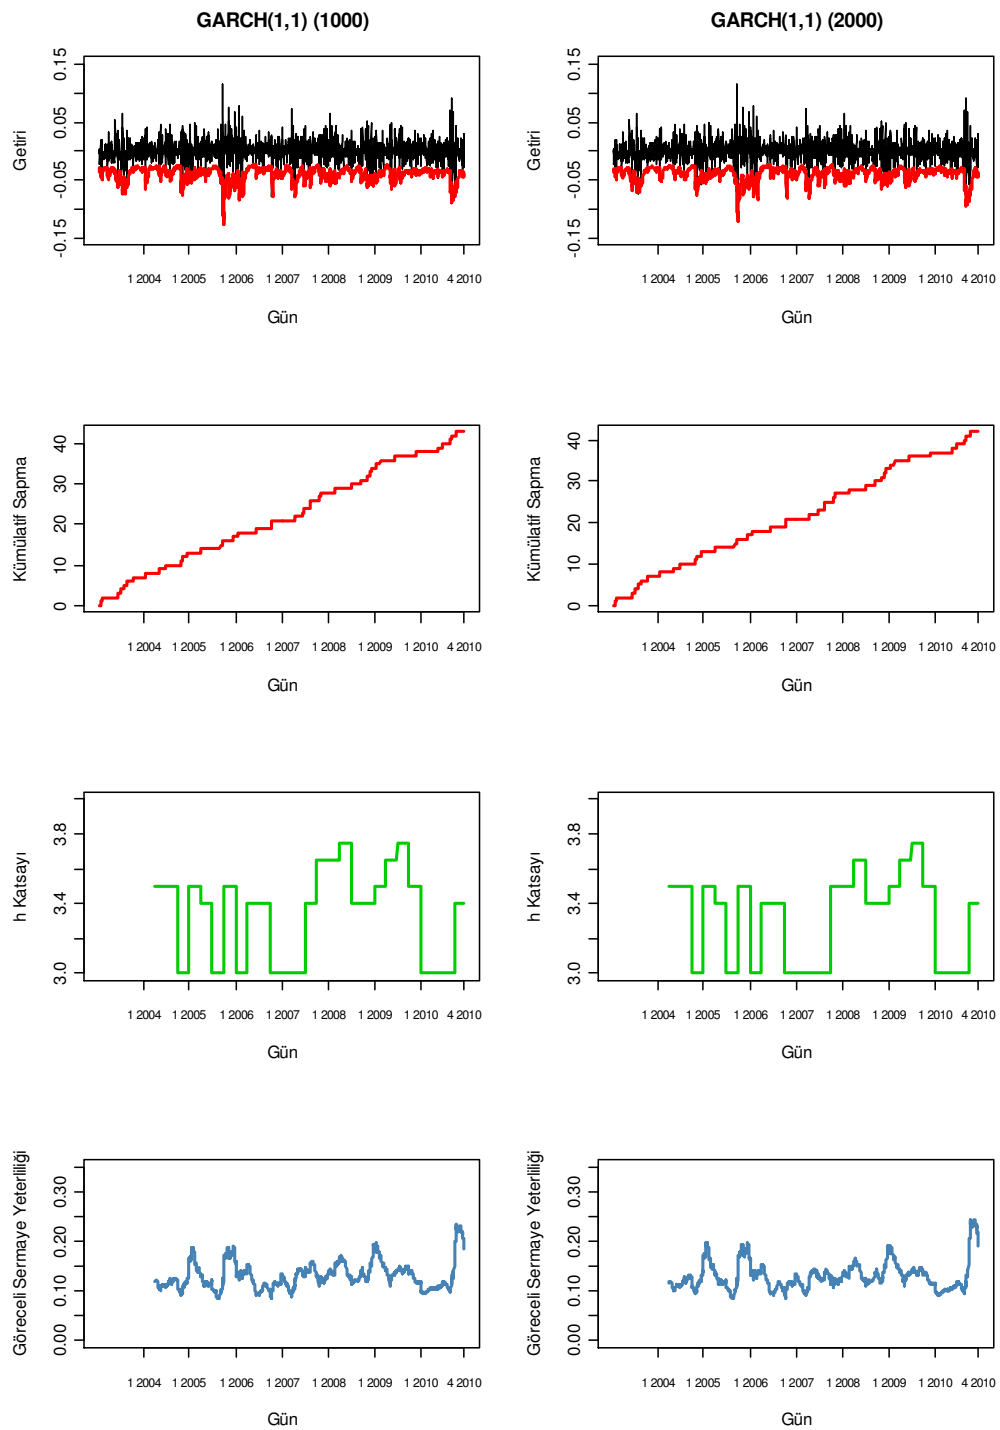 GARCH(1,1) (1000)
GARCH(1,1) (2000)
Getiri
0.15
0.05
-0.05
-0.15
1 2004 1 2005 1 2006 1 2007 1 2008 1 2009 1 2010 4 2010
Gün
Getiri
0.15
0.05
-0.05
-0.15
1 2004 1 2005 1 2006 1 2007 1 2008 1 2009 1 2010 4 2010
Gün
Kümülatif Sapma
40
30
20
10
0
1 2004 1 2005 1 2006 1 2007 1 2008 1 2009 1 2010 4 2010
Gün
Kümülatif Sapma
40
30
20
10
0
1 2004 1 2005 1 2006 1 2007 1 2008 1 2009 1 2010 4 2010
Gün
h Katsayı
3.8
3.4
3.0
1 2004 1 2005 1 2006 1 2007 1 2008 1 2009 1 2010 4 2010
Gün
h Katsayı
3.8
3.4
3.0
1 2004 1 2005 1 2006 1 2007 1 2008 1 2009 1 2010 4 2010
Gün
Göreceli Sermaye Yeterliliği
0.30
0.20
0.10
0.00
1 2004 1 2005 1 2006 1 2007 1 2008 1 2009 1 2010 4 2010
Gün
Göreceli Sermaye Yeterliliği
0.30
0.20
0.10
0.00
1 2004 1 2005 1 2006 1 2007 1 2008 1 2009 1 2010 4 2010
Gün